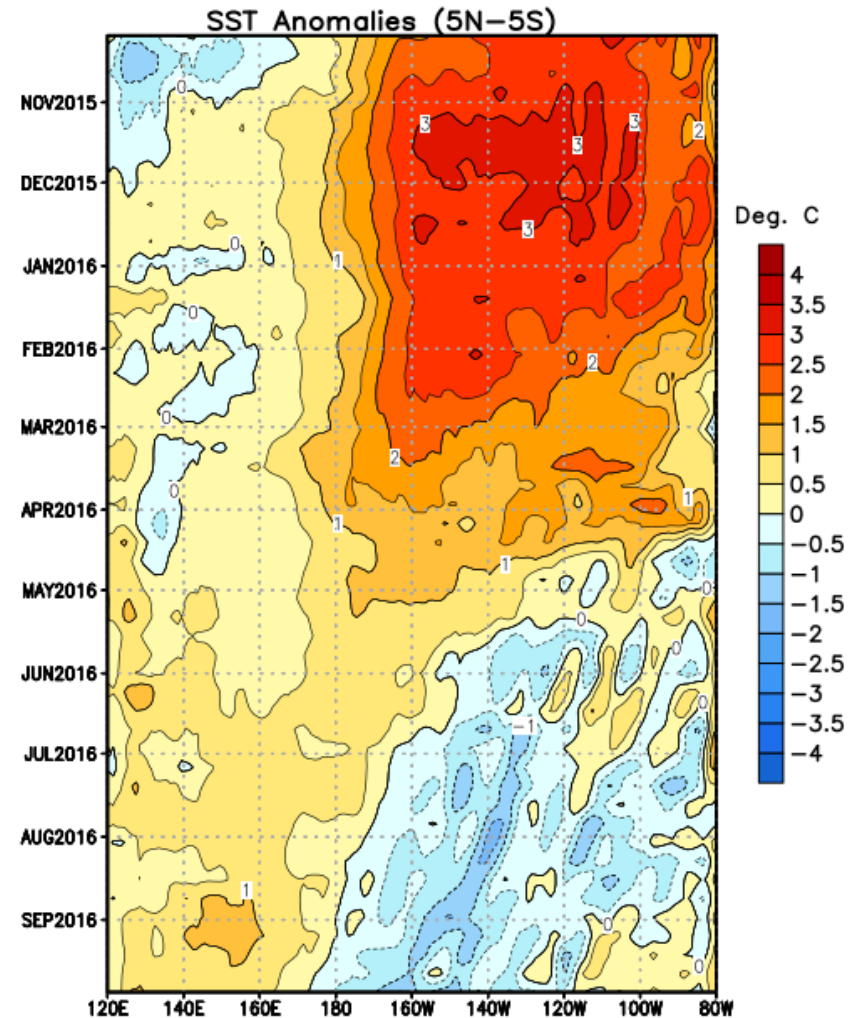 SST Anomalies (5N–5S)
0
NOV2015
3
3
3
2
DEC2015
3
0
JAN2016
1
0
FEB2016
2
0
MAR2016
2
0
1
APR2016
1
1
MAY2016
0
0
0
JUN2016
0
−1
JUL2016
AUG2016
1
SEP2016
0
0
120E 140E 160E 180 160W 140W 120W 100W 80W
Deg. C
4
3.5
3
2.5
2
1.5
1
0.5
0
−0.5
−1
−1.5
−2
−2.5
−3
−3.5
−4